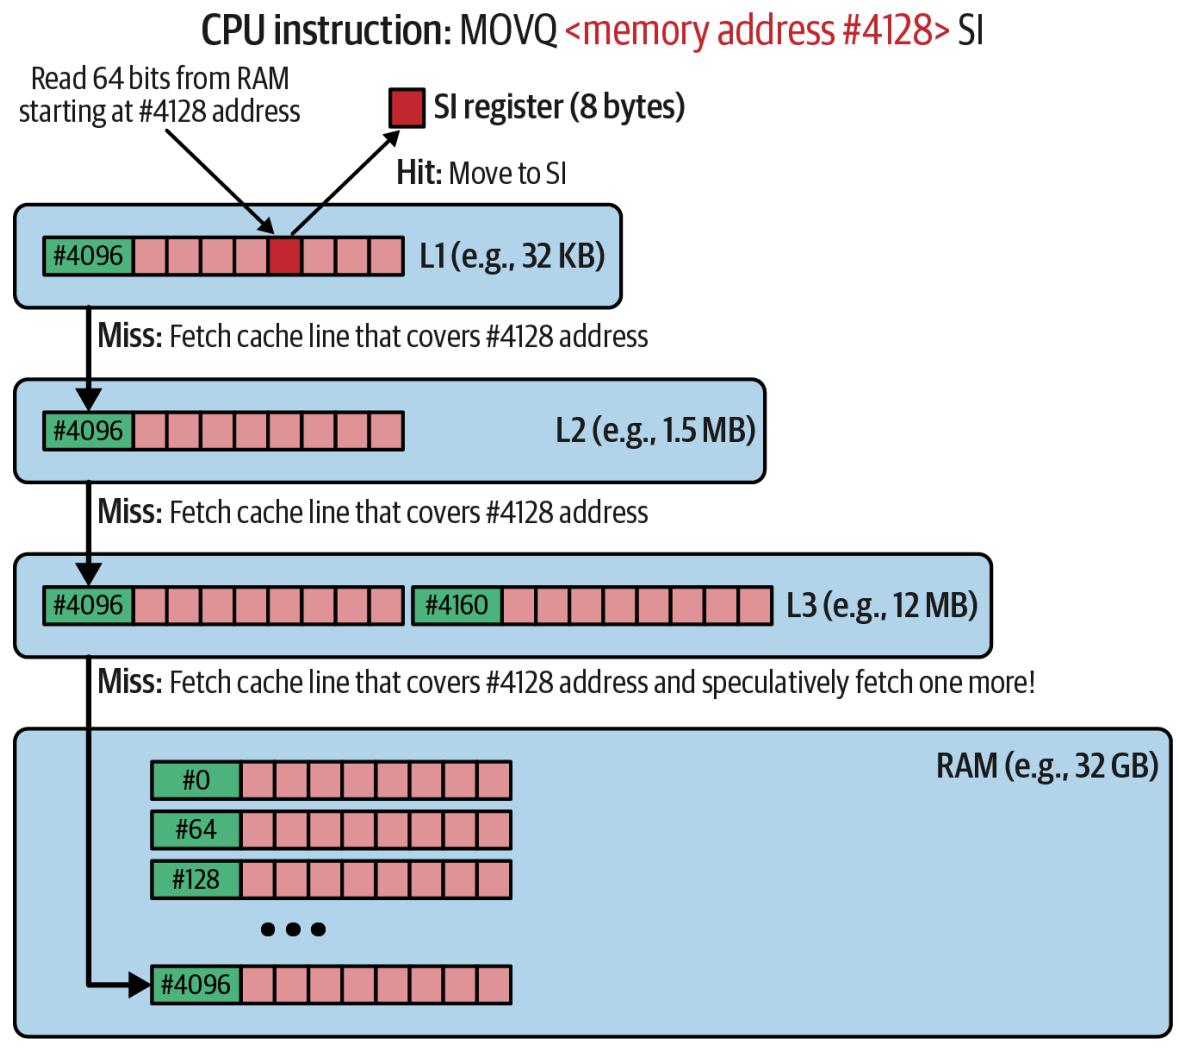 CPU instruction: MOVQ <memory address #4128> SI
Read 64 bits from RAM
starting at #4128 address
SI register (8 bytes)
Hit: Move to SI
#4096
L1 (e.g., 32 KB)
Miss: Fetch cache line that covers #4128 address
#4096
L2 (e.g., 1.5 MB)
Miss: Fetch cache line that covers #4128 address
#4096
#4160
L3 (e.g., 12 MB)
Miss: Fetch cache line that covers #4128 address and speculatively fetch one more!
RAM (e.g., 32 GB)
#0
#64
#128
#4096